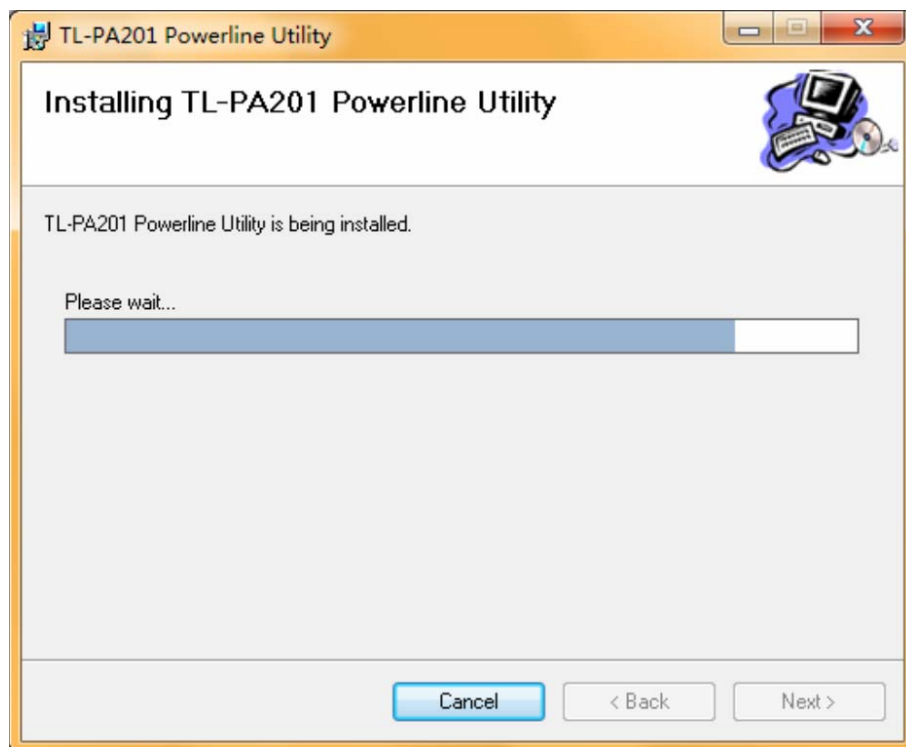 TL-PA201 Powerline Utility
Installing TL-PA201 Powerline Utility
TL-PA201 Powerline Utility is being installed.
Please wait...
Cancel
< Back
Next >